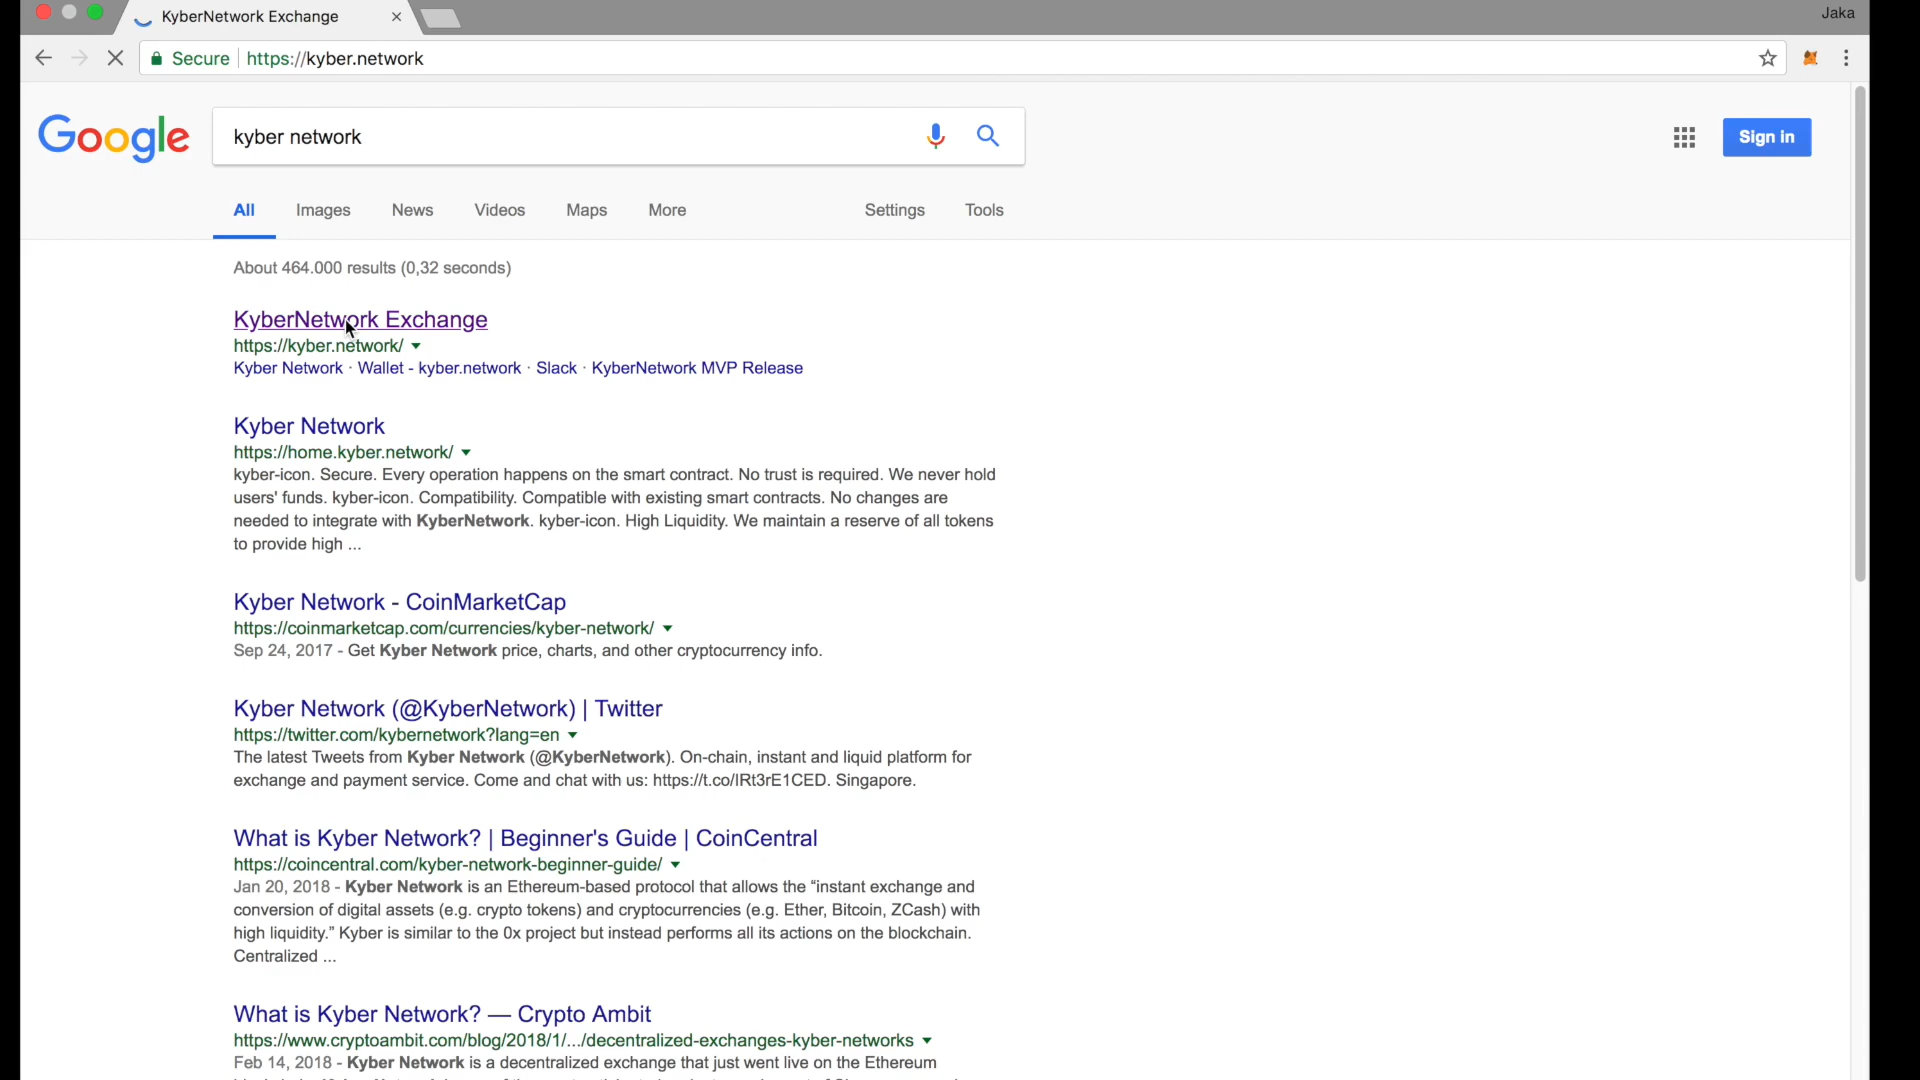 KyberNetwork Exchange
Jaka
Secure https://kyber.network
Google
kyber network
Sign in
All Images News Videos Maps More Settings Tools
About 464.000 results (0,32 seconds)
KyberNetwork Exchange
https://kyber.network/
Kyber Network · Wallet - kyber.network · Slack · KyberNetwork MVP Release
Kyber Network
https://home.kyber.network/
kyber-icon. Secure. Every operation happens on the smart contract. No trust is required. We never hold
users' funds. kyber-icon. Compatibility. Compatible with existing smart contracts. No changes are
needed to integrate with KyberNetwork. kyber-icon. High Liquidity. We maintain a reserve of all tokens
to provide high ...
Kyber Network - CoinMarketCap
https://coinmarketcap.com/currencies/kyber-network/
Sep 24, 2017 - Get Kyber Network price, charts, and other cryptocurrency info.
Kyber Network (@KyberNetwork) | Twitter
https://twitter.com/kybernetwork?lang=en
The latest Tweets from Kyber Network (@KyberNetwork). On-chain, instant and liquid platform for
exchange and payment service. Come and chat with us: https://t.co/IRt3rE1CED. Singapore.
What is Kyber Network? | Beginner's Guide | CoinCentral
https://coincentral.com/kyber-network-beginner-guide/
Jan 20, 2018 - Kyber Network is an Ethereum-based protocol that allows the “instant exchange and
conversion of digital assets (e.g. crypto tokens) and cryptocurrencies (e.g. Ether, Bitcoin, ZCash) with
high liquidity.” Kyber is similar to the 0x project but instead performs all its actions on the blockchain.
Centralized ...
What is Kyber Network? — Crypto Ambit
https://www.cryptoambit.com/blog/2018/1/.../decentralized-exchanges-kyber-networks
Feb 14, 2018 - Kyber Network is a decentralized exchange that just went live on the Ethereum